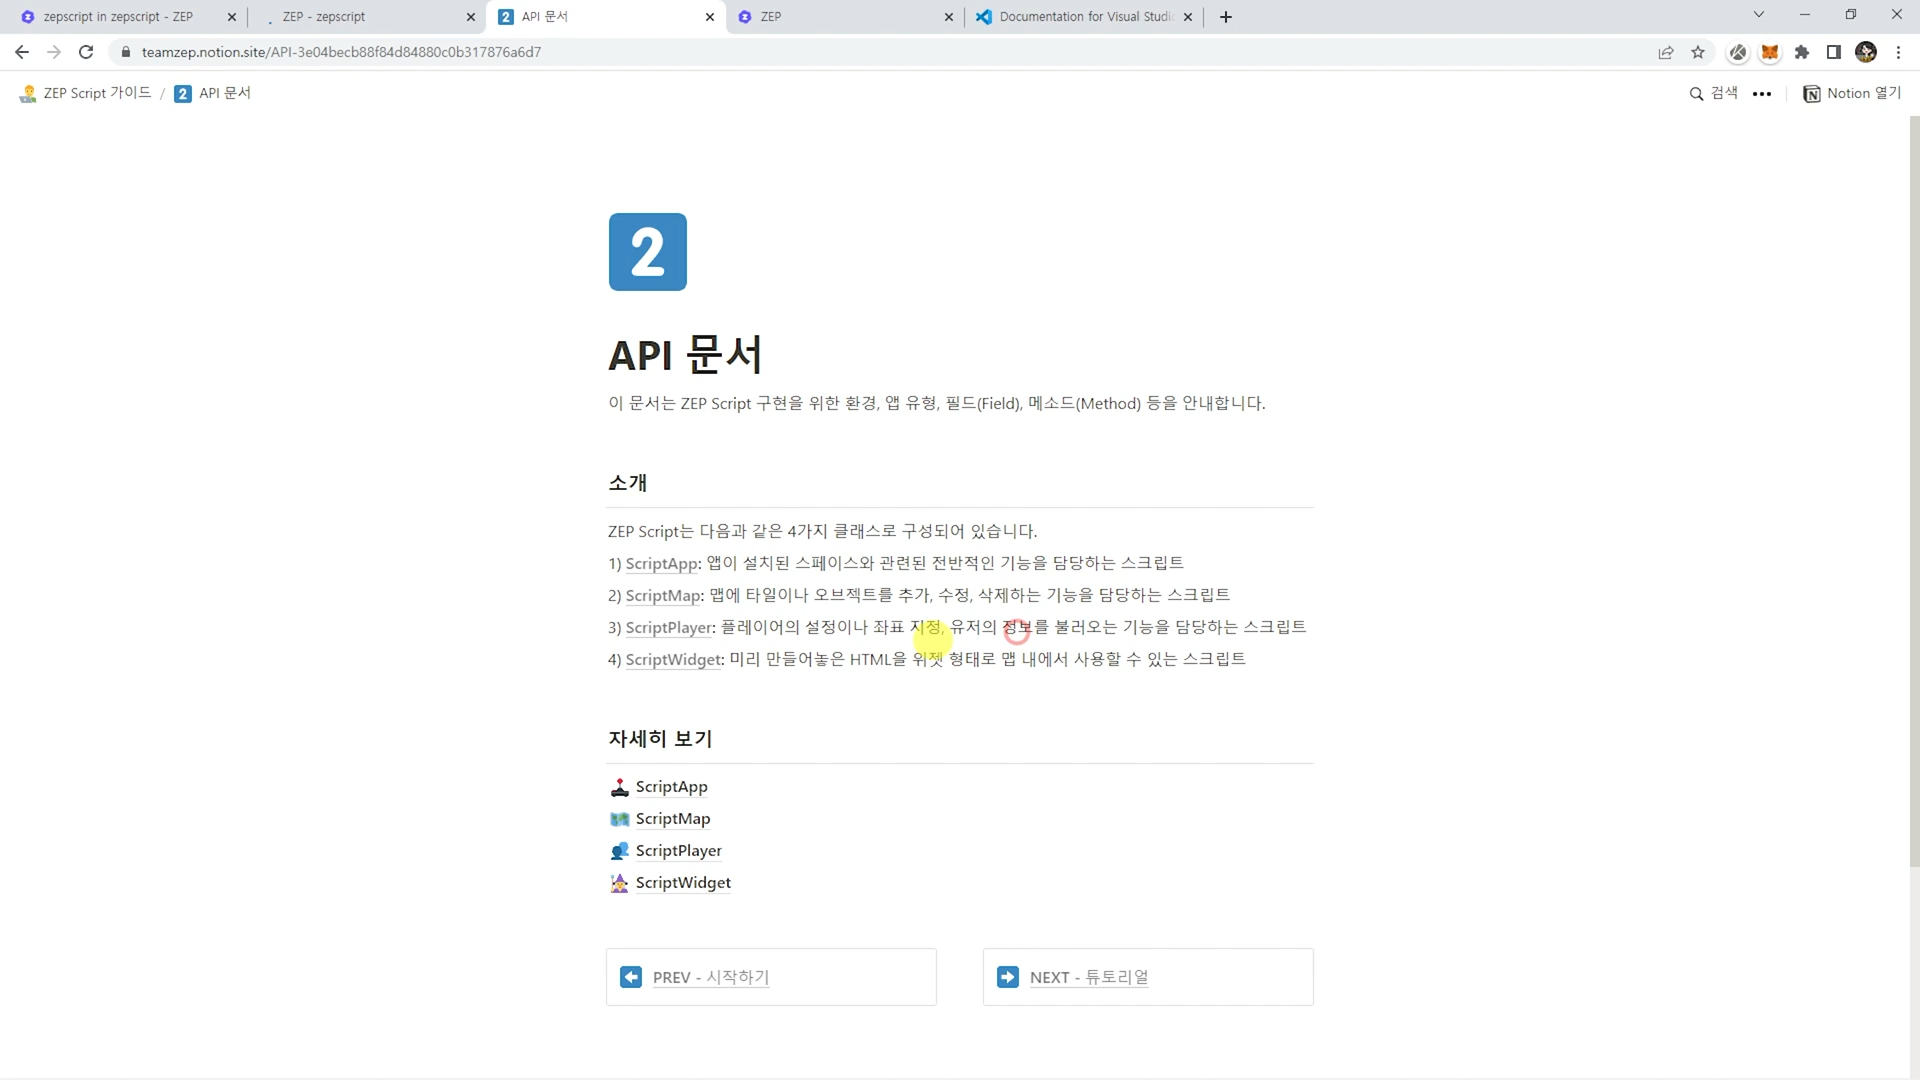 zepscript in zepscript - ZEP
ZEP - zepscript
2 API 문서
ZEP
Documentation for Visual Studi
teamzep.notion.site/API-3e04becb88f84d84880c0b317876a6d7
ZEP Script 가이드 / 2 API 문서
검색
Notion 열기
2
API 문서
이 문서는 ZEP Script 구현을 위한 환경, 앱 유형, 필드(Field), 메소드(Method) 등을 안내합니다.
소개
ZEP Script는 다음과 같은 4가지 클래스로 구성되어 있습니다.
1) ScriptApp: 앱이 설치된 스페이스와 관련된 전반적인 기능을 담당하는 스크립트
2) ScriptMap: 맵에 타일이나 오브젝트를 추가, 수정, 삭제하는 기능을 담당하는 스크립트
3) ScriptPlayer: 플레이어의 설정이나 좌표 지정, 유저의 정보를 불러오는 기능을 담당하는 스크립트
4) ScriptWidget: 미리 만들어놓은 HTML을 위젯 형태로 맵 내에서 사용할 수 있는 스크립트
자세히 보기
ScriptApp
ScriptMap
ScriptPlayer
ScriptWidget
PREV - 시작하기
NEXT - 튜토리얼